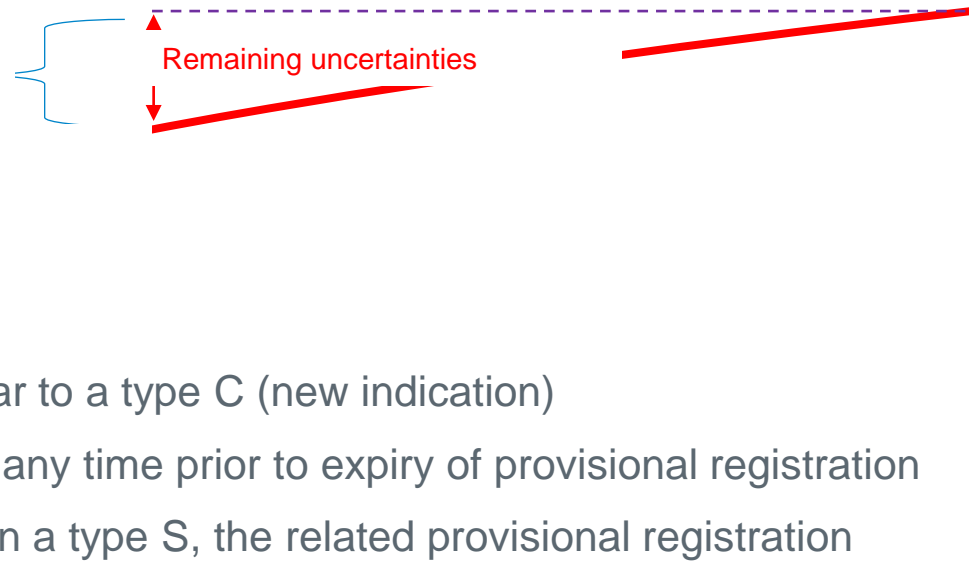 Remaining uncertainties
ar to a type C (new indication)
any time prior to expiry of provisional registration
n a type S, the related provisional registration